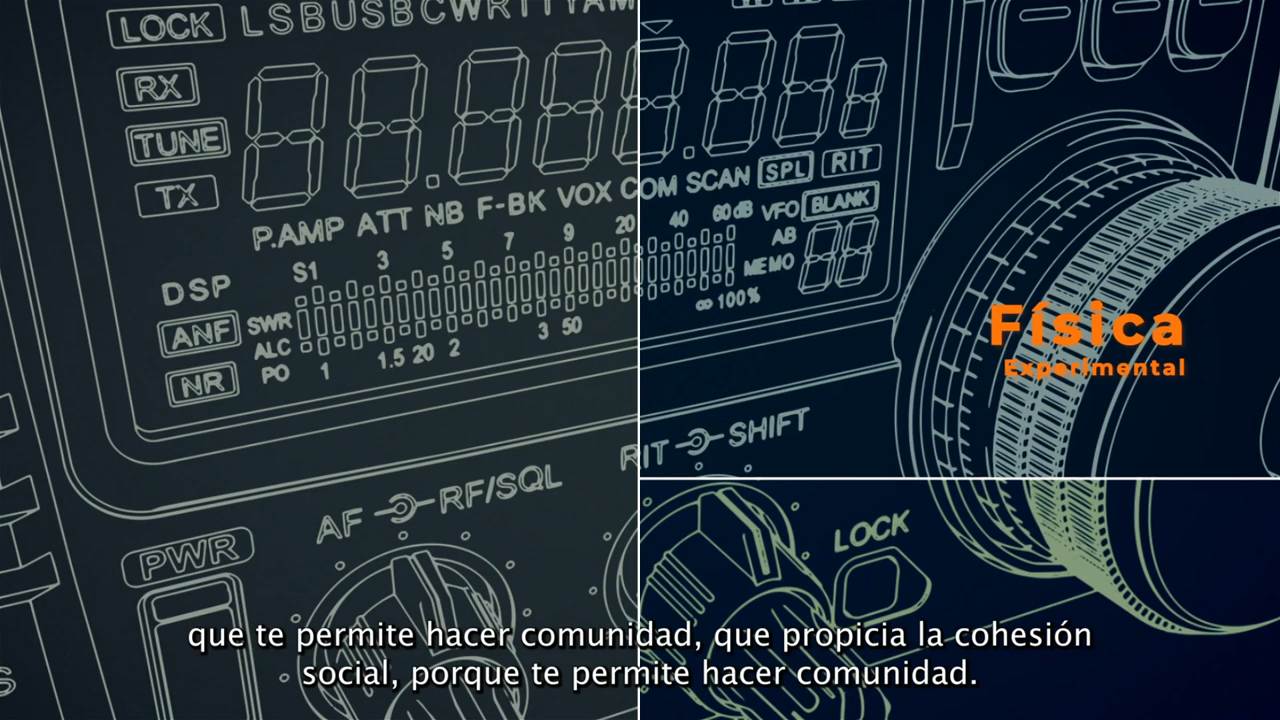 LOCK LSBUSBCWRTTYAM
RX
TUNE
TX
P.AMP ATT NB F-BK VOX COM SCAN SPL RIT
S1 3 5 7 9 20 40 60dB VFO BLANK
AB
MEMO
DSP
ANF
NR
SWR
ALC
PO 1 1.5 20 2 3 50 ∞ 100%
Física
Experimental
RIT SHIFT
AF RF/SQL
LOCK
PWR
que te permite hacer comunidad, que propicia la cohesión
social, porque te permite hacer comunidad.